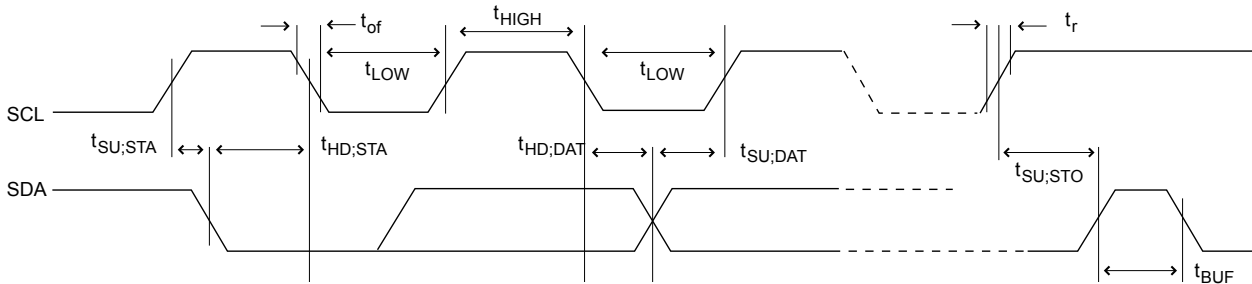 t_of
t_HIGH
t_r
t_LOW
t_LOW
SCL
t_SU;STA
t_HD;STA
t_HD;DAT
t_SU;DAT
t_SU;STO
SDA
t_BUF